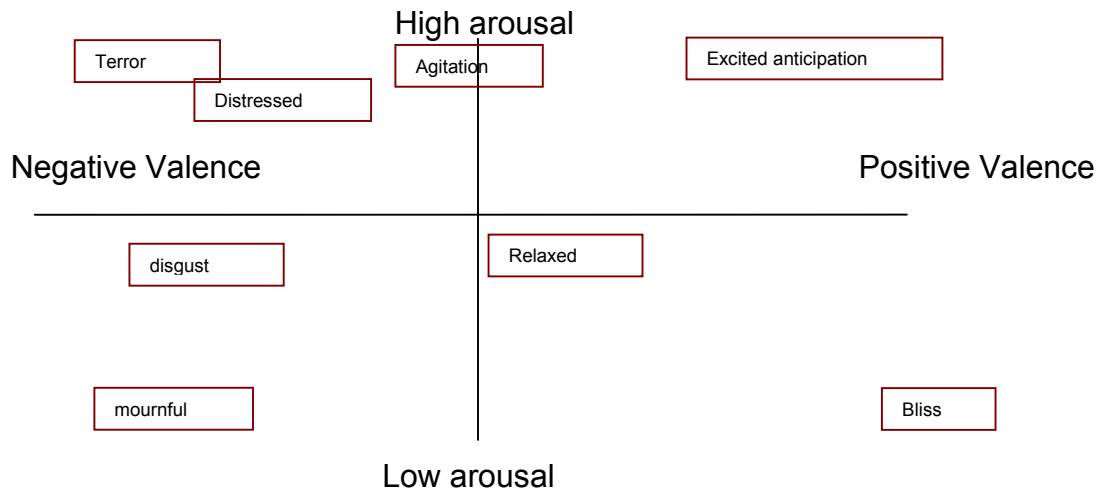 High arousal
Terror
Agitation
Excited anticipation
Distressed
Negative Valence
Positive Valence
disgust
Relaxed
mournful
Bliss
Low arousal